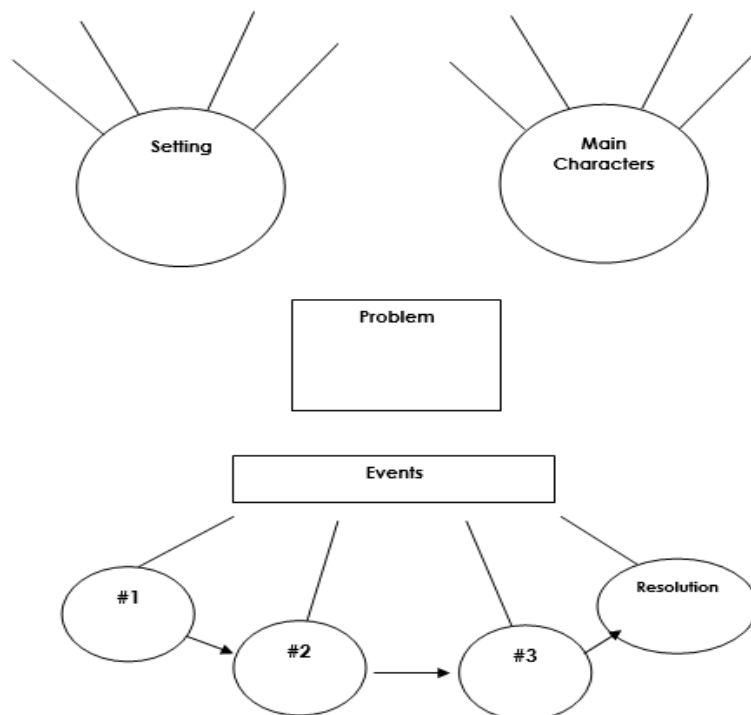 Setting
Main
Characters
Problem
Events
#1
#2
#3
Resolution